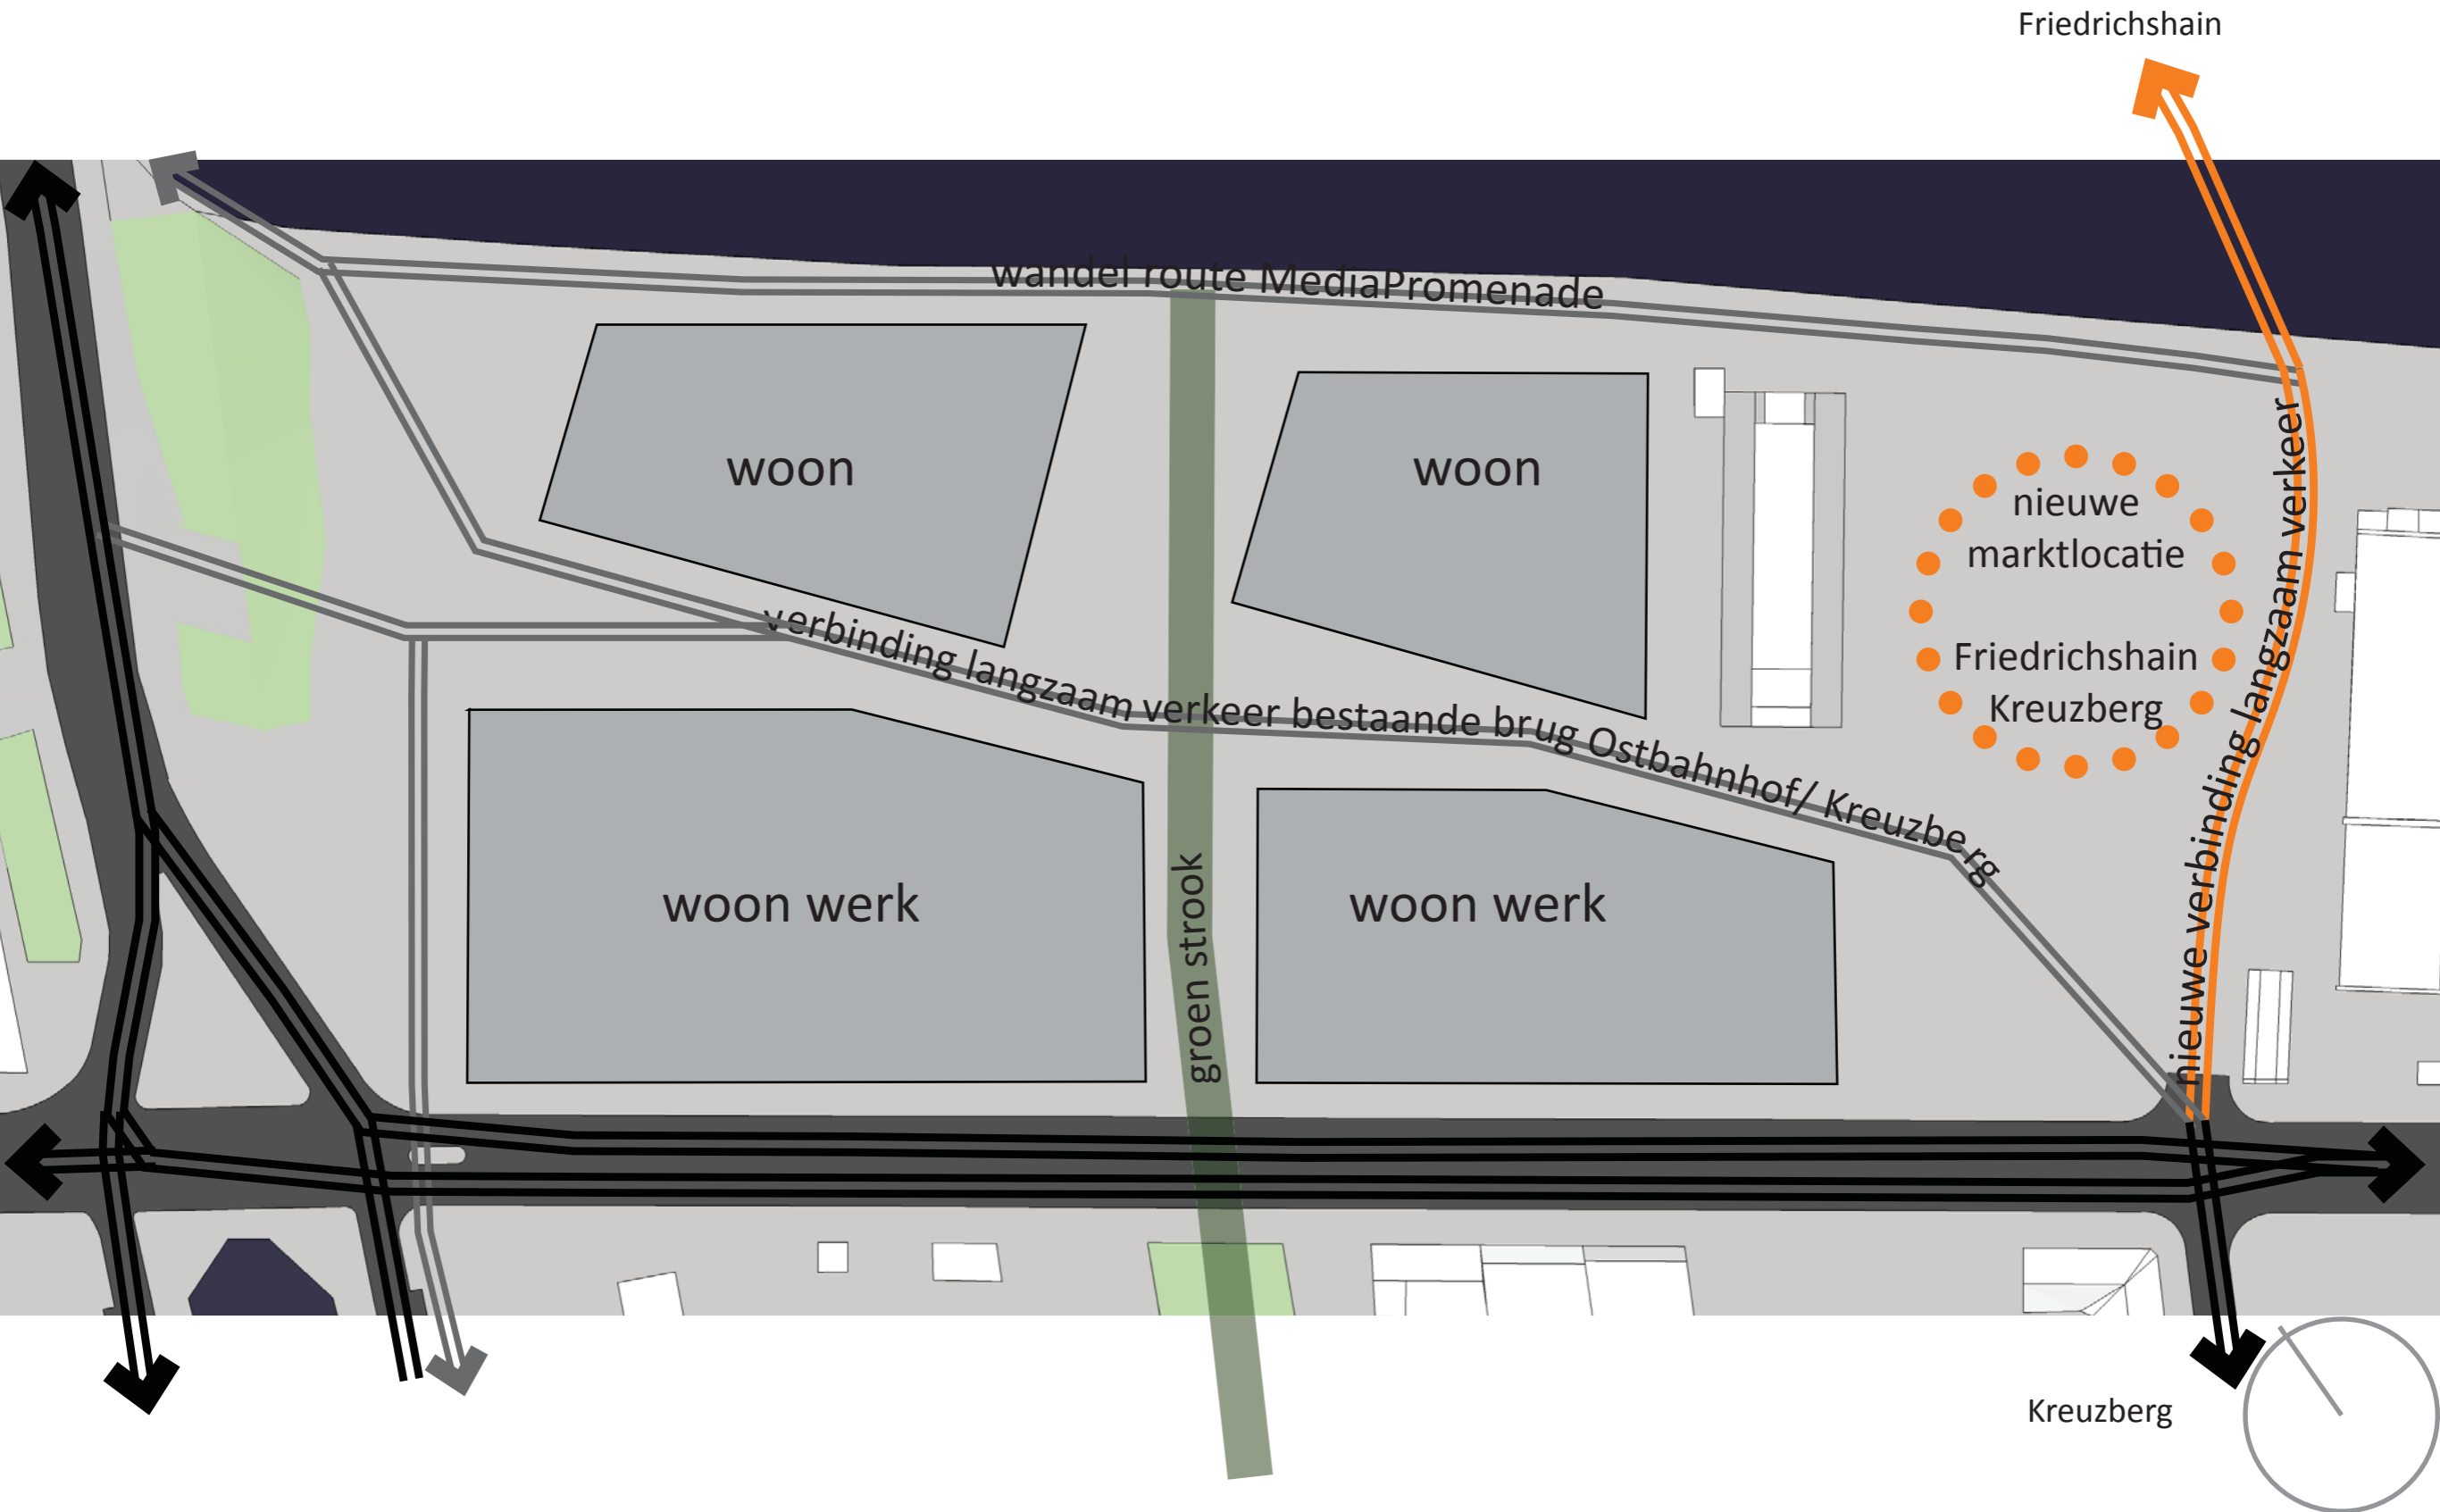 Friedrichshain
wandel route MediaPromenade
woon
woon
nieuwe
marktlocatie
Friedrichshain
Kreuzberg
nieuwe verbinding langzaam verkeer
verbinding langzaam verkeer bestaande brug Ostbahnhof/ Kreuzberg
woon werk
woon werk
groen strook
Kreuzberg